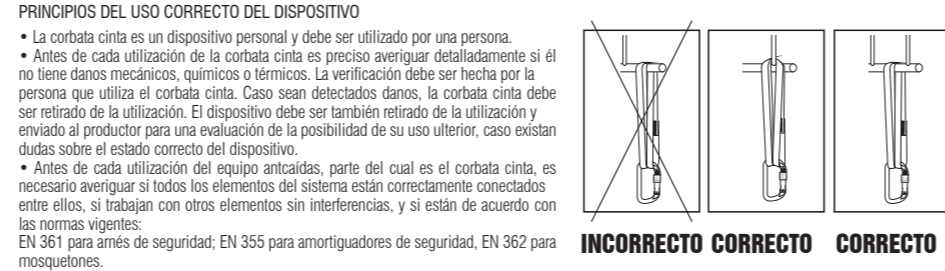 PRINCIPIOS DEL USO CORRECTO DEL DISPOSITIVO
• La corbata cinta es un dispositivo personal y debe ser utilizado por una persona.
• Antes de cada utilización de la corbata cinta es preciso averiguar detalladamente si él
no tiene danos mecánicos, químicos o térmicos. La verificación debe ser hecha por la
persona que utiliza el corbata cinta. Caso sean detectados danos, la corbata cinta debe
ser retirado de la utilización. El dispositivo debe ser también retirado de la utilización y
enviado al productor para una evaluación de la posibilidad de su uso ulterior, caso existan
dudas sobre el estado correcto del dispositivo.
• Antes de cada utilización del equipo antcaídas, parte del cual es el corbata cinta, es
necesario averiguar si todos los elementos del sistema están correctamente conectados
entre ellos, si trabajan con otros elementos sin interferencias, y si están de acuerdo con
las normas vigentes:
EN 361 para arnés de seguridad; EN 355 para amortiguadores de seguridad, EN 362 para
mosquetones.
INCORRECTO CORRECTO CORRECTO